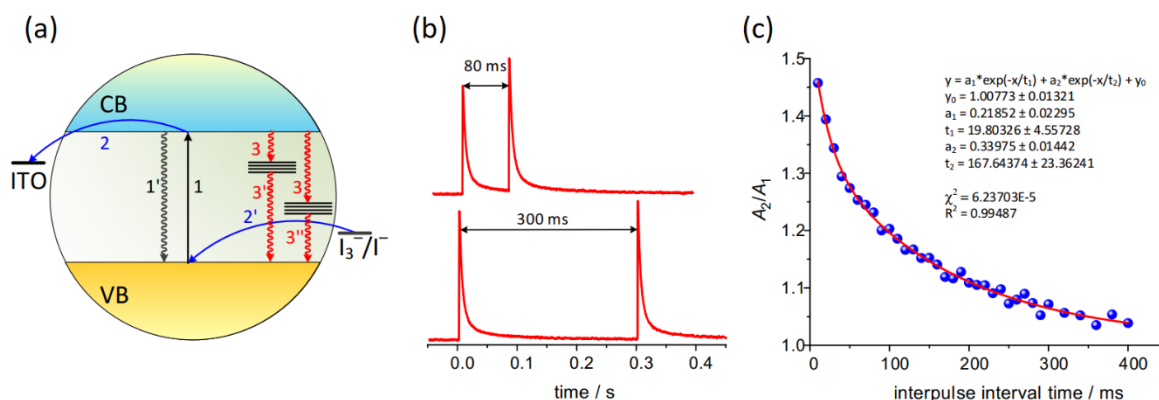 (a)
CB
2
ITO
1'
1
3
3
3'
2'
3''
I₃⁻/I⁻
VB
(b)
80 ms
300 ms
0.0 0.1 0.2 0.3 0.4
time / s
(c)
A₂/A₁
1.5
1.4
1.3
1.2
1.1
1.0
y = a₁*exp(-x/t₁) + a₂*exp(-x/t₂) + y₀
y₀ = 1.00773 ± 0.01321
a₁ = 0.21852 ± 0.02295
t₁ = 19.80326 ± 4.55728
a₂ = 0.33975 ± 0.01442
t₂ = 167.64374 ± 23.36241
χ² = 6.23703E-5
R² = 0.99487
0 100 200 300 400
interpulse interval time / ms